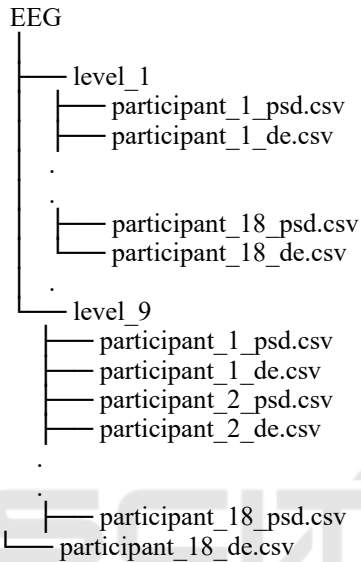 EEG
level_1
participant_1_psd.csv
participant_1_de.csv
.
.
participant_18_psd.csv
participant_18_de.csv
.
level_9
participant_1_psd.csv
participant_1_de.csv
participant_2_psd.csv
participant_2_de.csv
.
.
participant_18_psd.csv
participant_18_de.csv